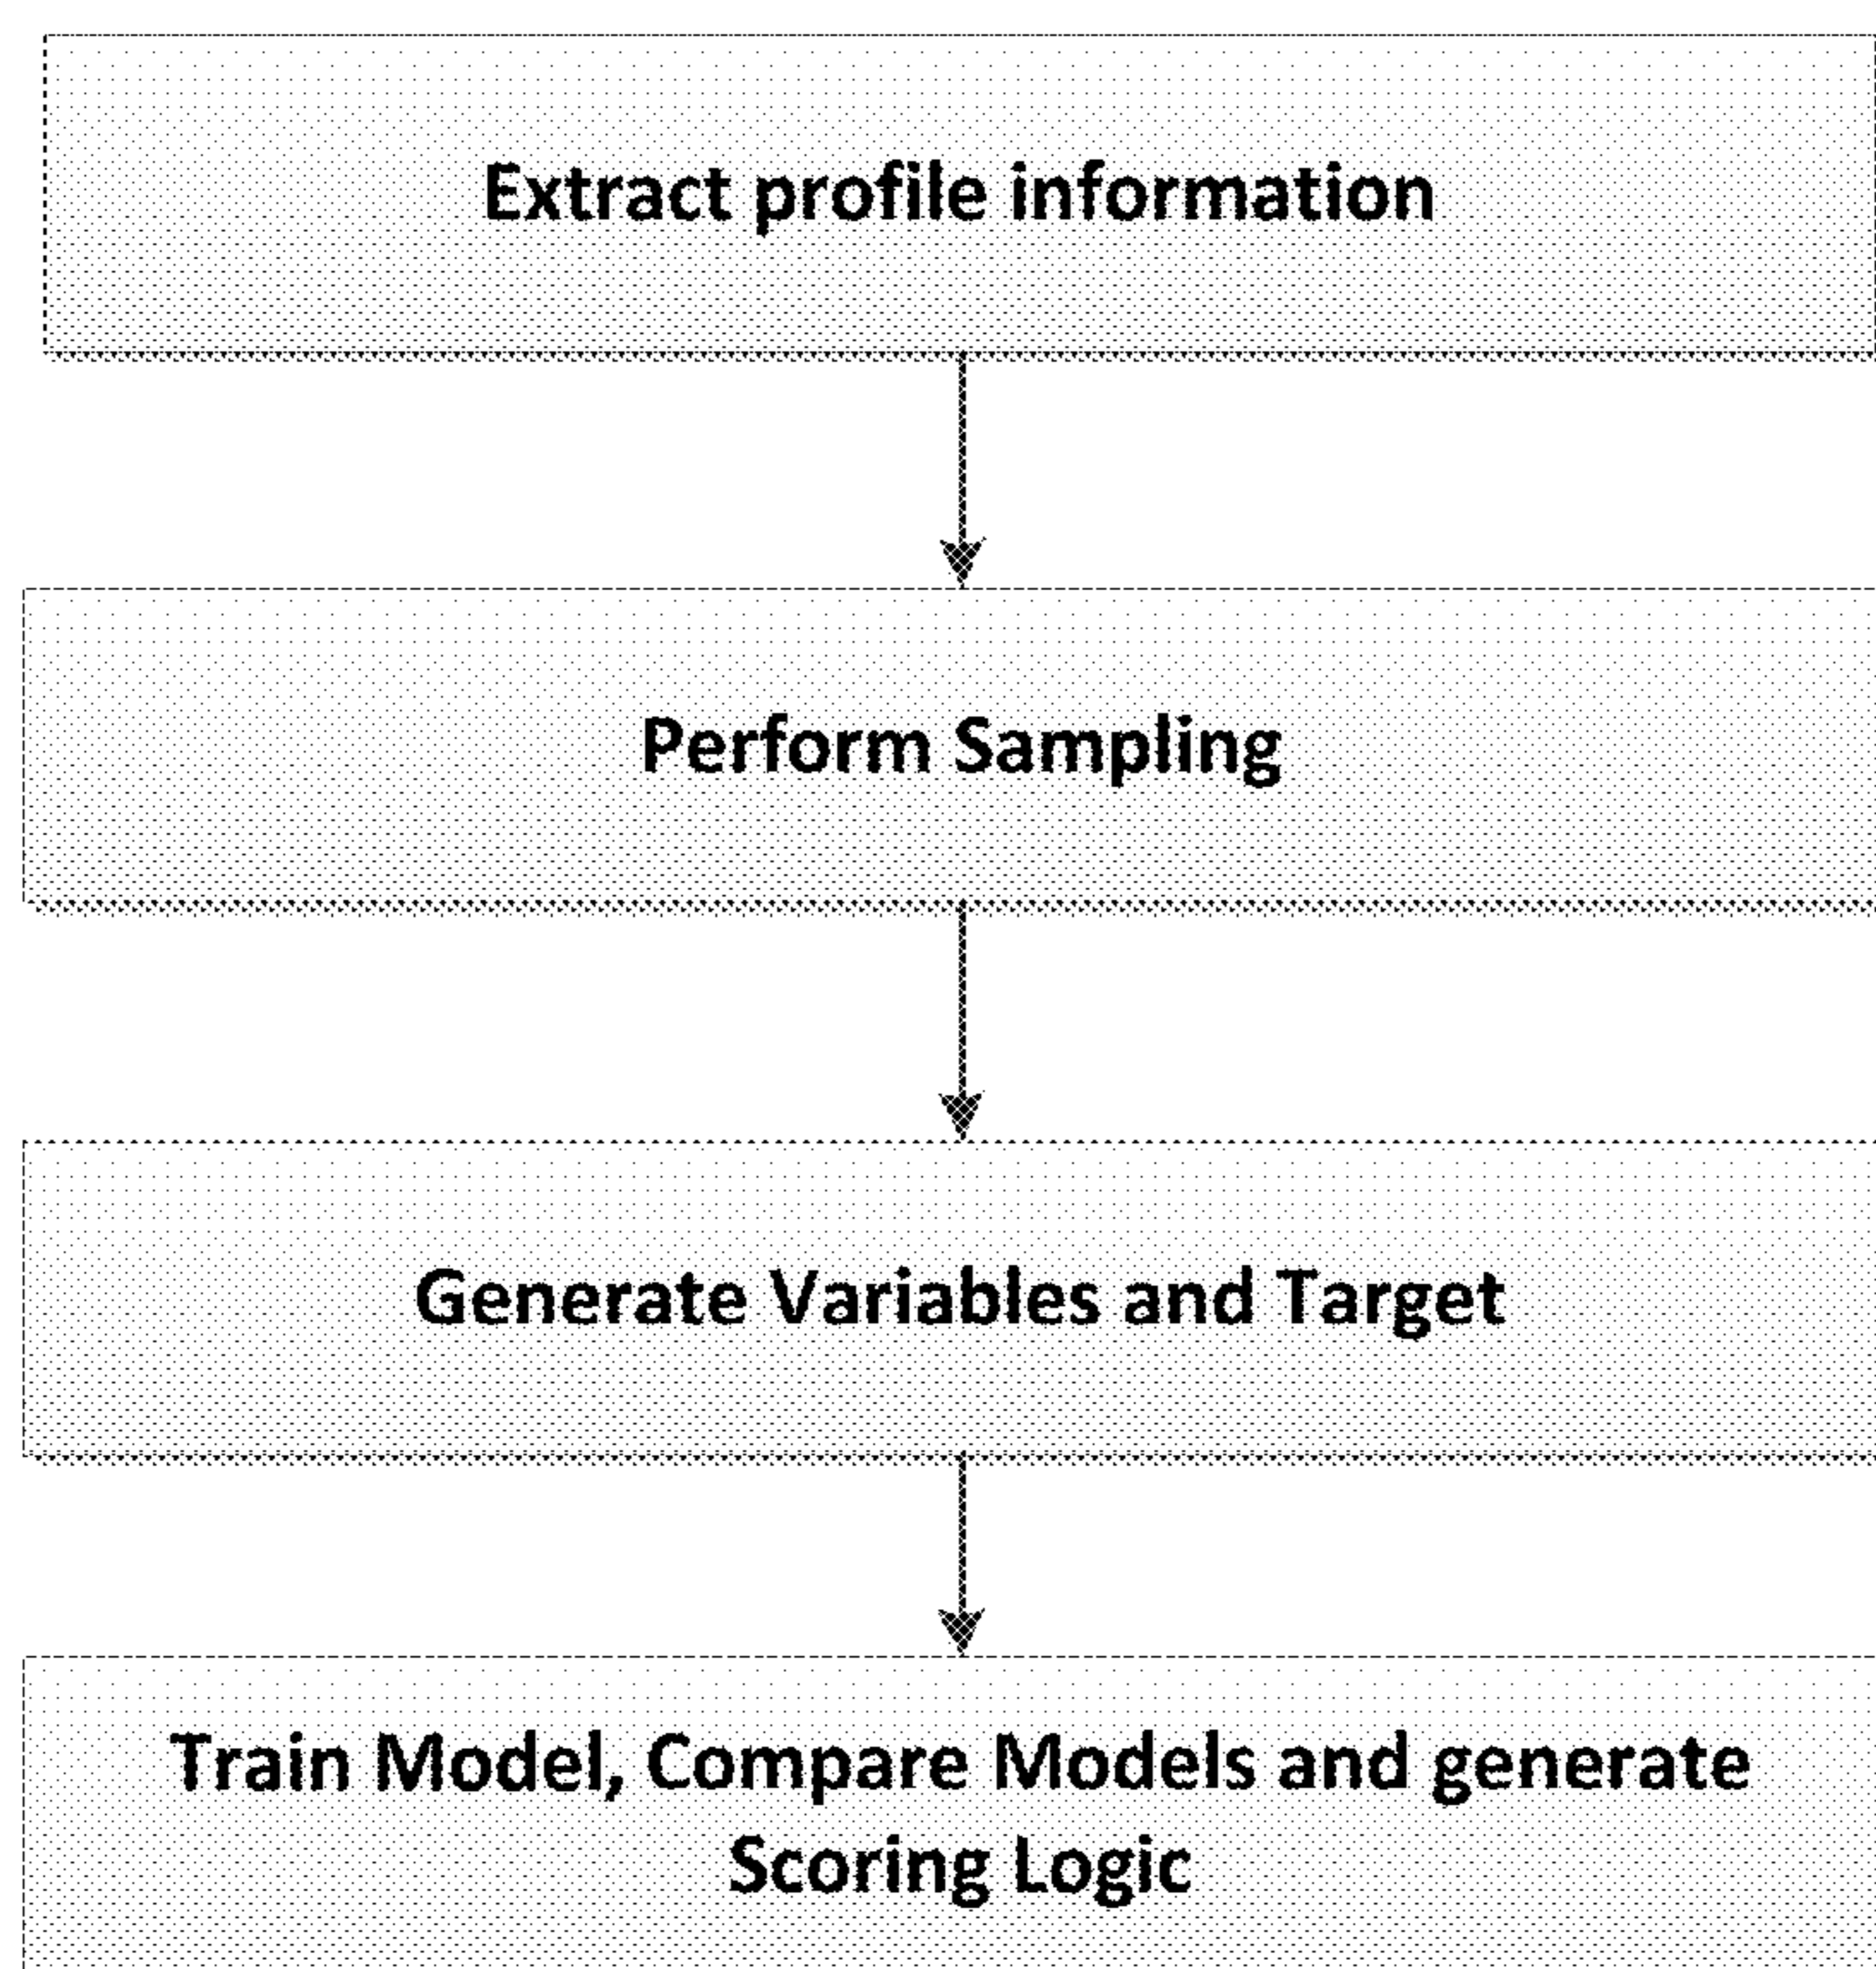 Extract profile information
Perform Sampling
Generate Variables and Target
Train Model, Compare Models and generate
Scoring Logic